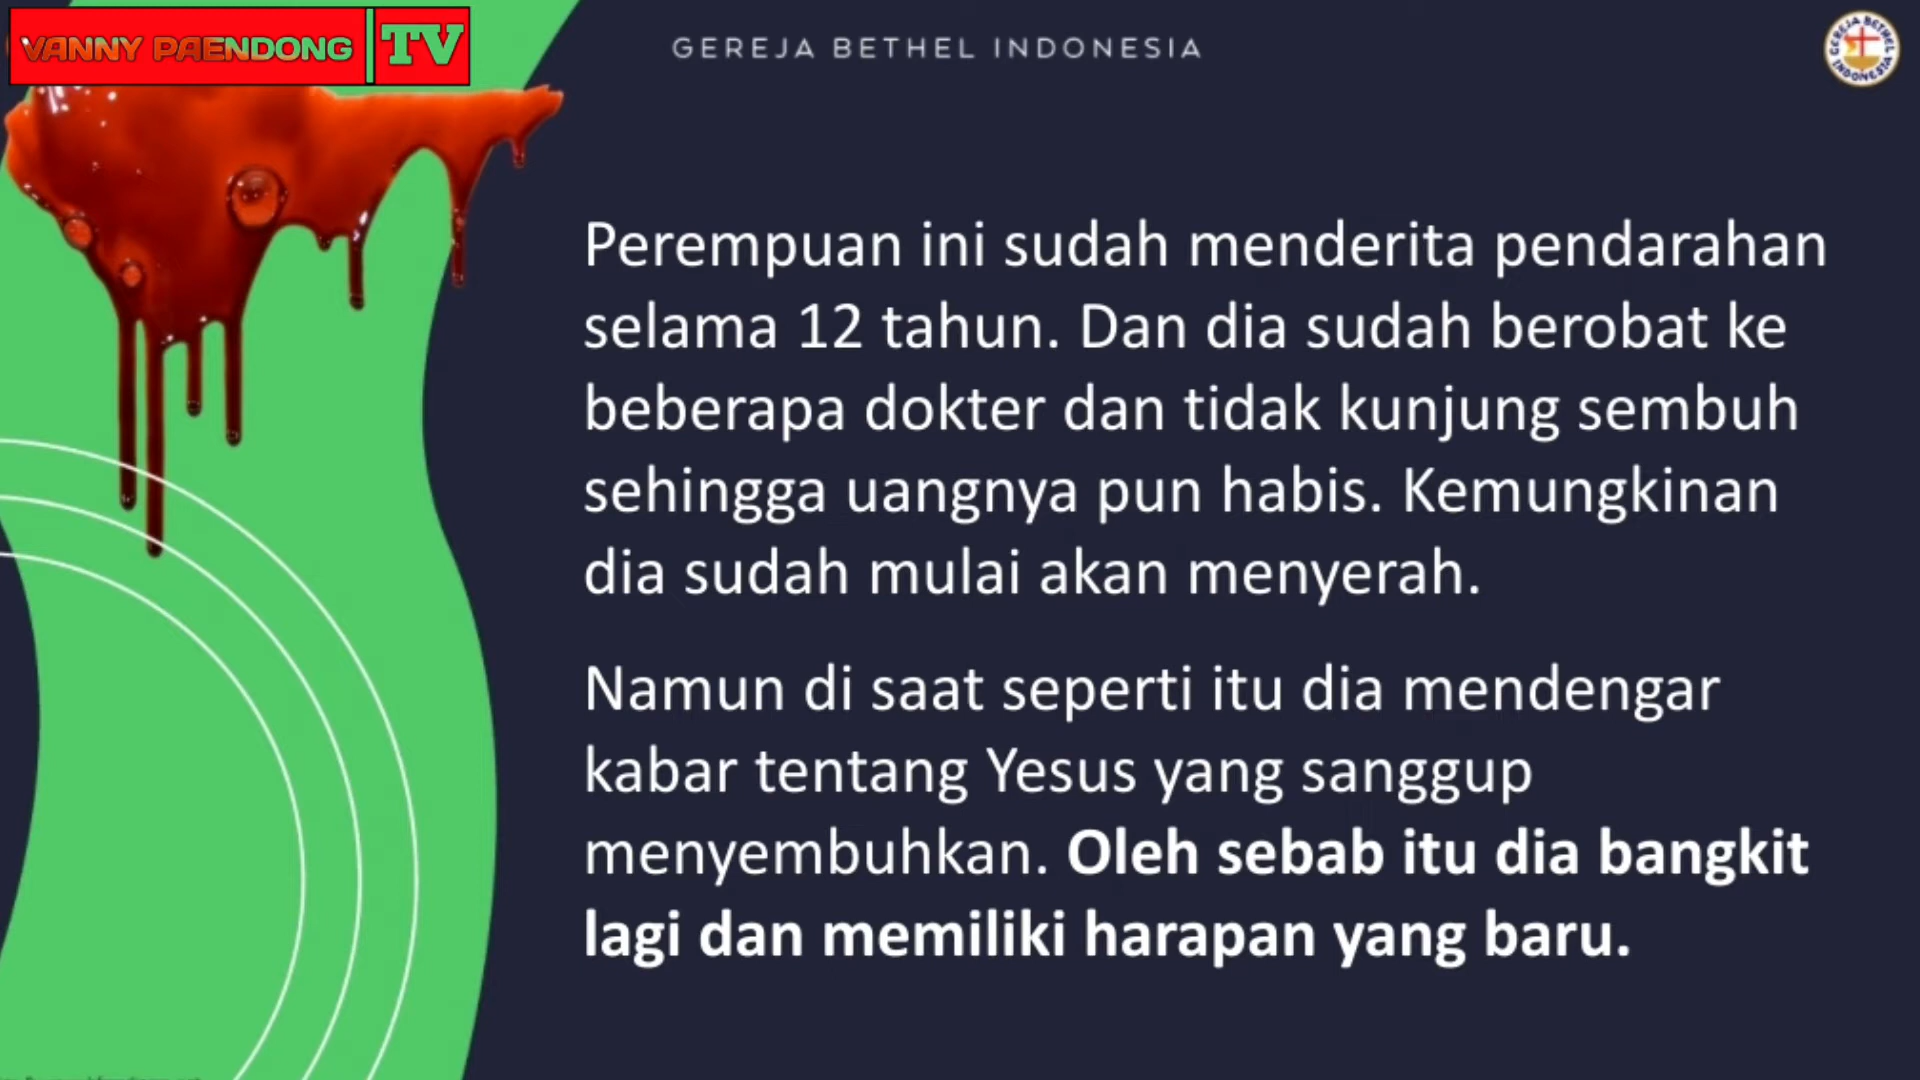 VANNY PAENDONG TV
GEREJA BETHEL INDONESIA
GEREJA BETHEL INDONESIA
Perempuan ini sudah menderita pendarahan
selama 12 tahun. Dan dia sudah berobat ke
beberapa dokter dan tidak kunjung sembuh
sehingga uangnya pun habis. Kemungkinan
dia sudah mulai akan menyerah.
Namun di saat seperti itu dia mendengar
kabar tentang Yesus yang sanggup
menyembuhkan. Oleh sebab itu dia bangkit
lagi dan memiliki harapan yang baru.